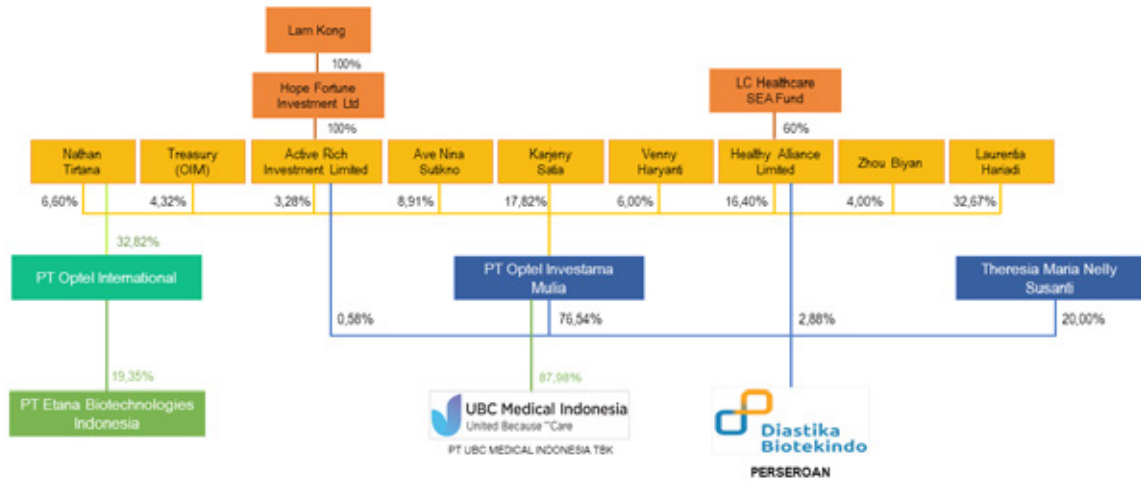 Lam Kong
100%
Hope Fortune
Investment Ltd
100%
LC Healthcare
SEA Fund
60%
Nathan
Tirtana
Treasury
(OIM)
Active Rich
Investment Limited
Ave Nina
Sutikno
Karjeny
Satia
Venny
Haryanti
Healthy Alliance
Limited
Zhou Biyan
Laurentia
Hariadi
6,60%
4,32%
3,28%
8,91%
17,82%
6,00%
16,40%
4,00%
32,67%
32,82%
PT Optel International
PT Optel Investama
Mulia
Theresia Maria Nelly
Susanti
0,58%
76,54%
2,88%
20,00%
19,35%
87,98%
PT Etana Biotechnologies
Indonesia
UBC Medical Indonesia
United Because ~Care
PT UBC MEDICAL INDONESIA TBK
Diastika
Biotekindo
PERSEROAN